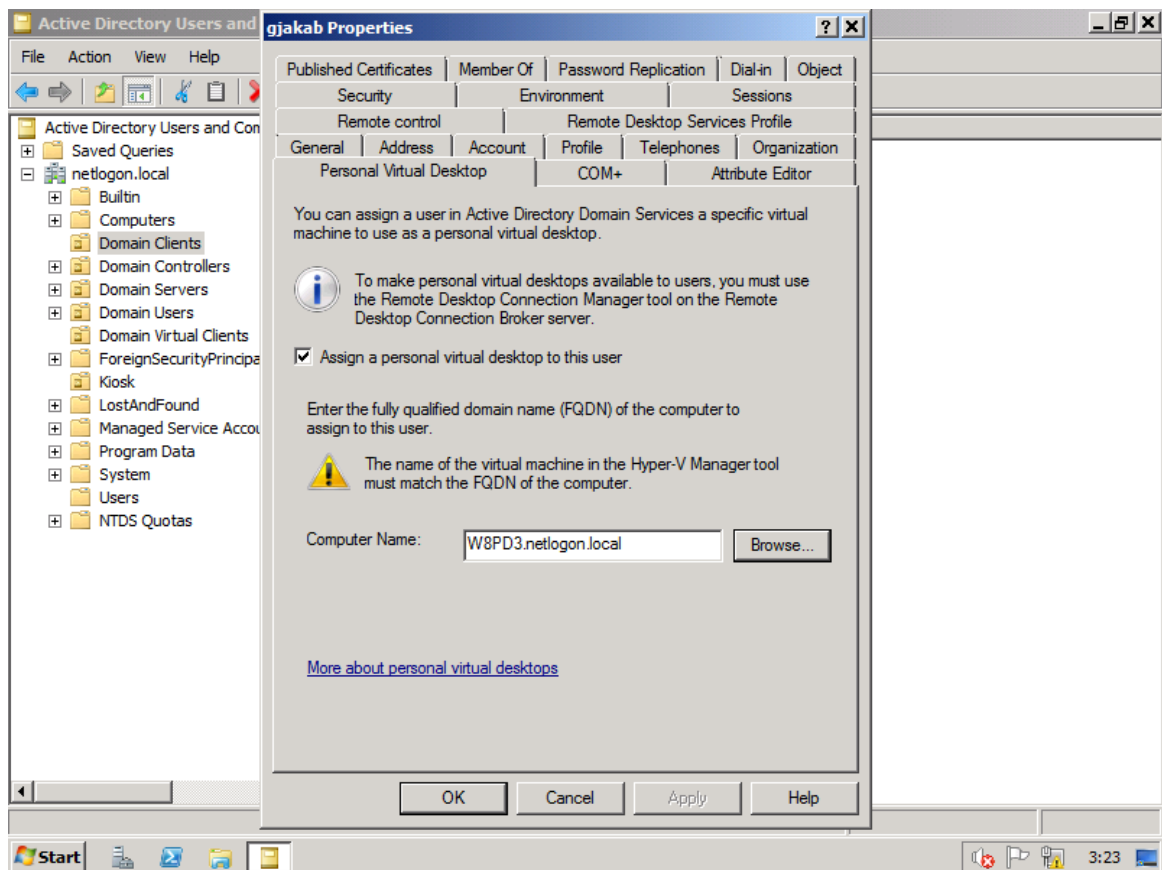 Active Directory Users and
gjakab Properties
File Action View Help
Active Directory Users and Con
Saved Queries
netlogon.local
Builtin
Computers
Domain Clients
Domain Controllers
Domain Servers
Domain Users
Domain Virtual Clients
ForeignSecurityPrincipa
Kiosk
LostAndFound
Managed Service Accou
Program Data
System
Users
NTDS Quotas
Published Certificates Member Of Password Replication Dial-in Object
Security Environment Sessions
Remote control Remote Desktop Services Profile
General Address Account Profile Telephones Organization
Personal Virtual Desktop COM+ Attribute Editor
You can assign a user in Active Directory Domain Services a specific virtual
machine to use as a personal virtual desktop.
To make personal virtual desktops available to users, you must use
the Remote Desktop Connection Manager tool on the Remote
Desktop Connection Broker server.
Assign a personal virtual desktop to this user
Enter the fully qualified domain name (FQDN) of the computer to
assign to this user.
The name of the virtual machine in the Hyper-V Manager tool
must match the FQDN of the computer.
Computer Name: W8PD3.netlogon.local Browse...
More about personal virtual desktops
OK Cancel Apply Help
Start 3:23